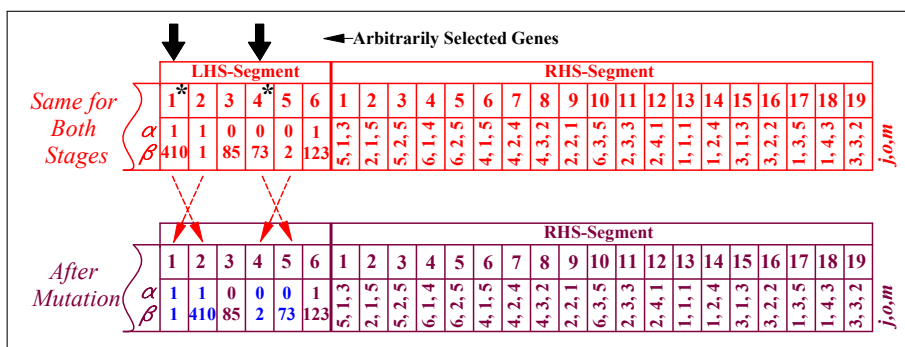 Arbitrarily Selected Genes
LHS-Segment RHS-Segment
Same for Both Stages
1* 2 3 4* 5 6 1 2 3 4 5 6 7 8 9 10 11 12 13 14 15 16 17 18 19
α 1 1 0 0 0 1
β 410 1 85 73 2 123
5, 1, 3 2, 1, 5 5, 2, 5 6, 1, 4 6, 2, 5 4, 1, 5 4, 2, 4 4, 3, 2 2, 2, 1 6, 3, 5 2, 3, 3 2, 4, 1 1, 1, 1 1, 2, 4 3, 1, 3 3, 2, 2 1, 3, 5 1, 4, 3 3, 3, 2 j,o,m
RHS-Segment
After Mutation
1 2 3 4 5 6 1 2 3 4 5 6 7 8 9 10 11 12 13 14 15 16 17 18 19
α 1 1 0 0 0 1
β 1 410 85 2 73 123
5, 1, 3 2, 1, 5 5, 2, 5 6, 1, 4 6, 2, 5 4, 1, 5 4, 2, 4 4, 3, 2 2, 2, 1 6, 3, 5 2, 3, 3 2, 4, 1 1, 1, 1 1, 2, 4 3, 1, 3 3, 2, 2 1, 3, 5 1, 4, 3 3, 3, 2 j,o,m